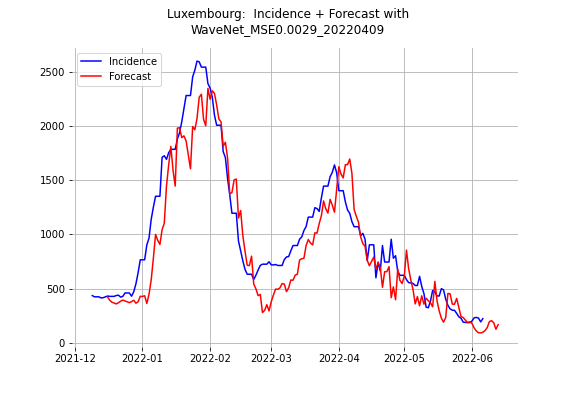 Luxembourg:  Incidence + Forecast with
WaveNet_MSE0.0029_20220409
Incidence
Forecast
2500
2000
1500
1000
500
0
2021-12 2022-01 2022-02 2022-03 2022-04 2022-05 2022-06